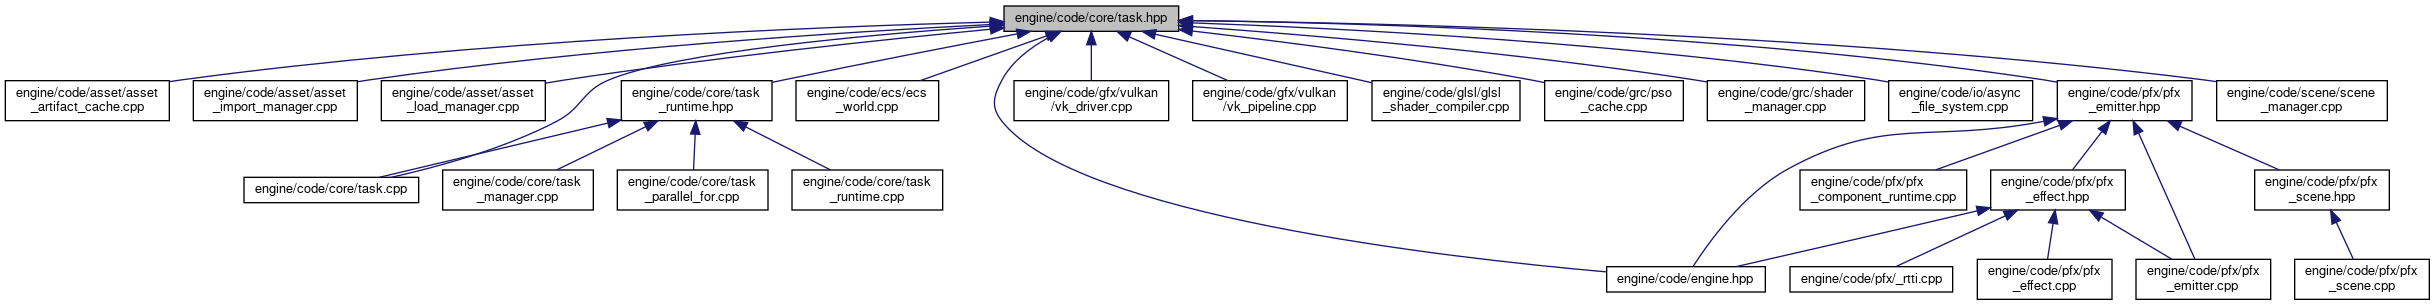 engine/code/core/task.hpp
engine/code/asset/asset
_artifact_cache.cpp
engine/code/asset/asset
_import_manager.cpp
engine/code/asset/asset
_load_manager.cpp
engine/code/core/task
_runtime.hpp
engine/code/ecs/ecs
_world.cpp
engine/code/gfx/vulkan
/vk_driver.cpp
engine/code/gfx/vulkan
/vk_pipeline.cpp
engine/code/glsl/glsl
_shader_compiler.cpp
engine/code/grc/pso
_cache.cpp
engine/code/grc/shader
_manager.cpp
engine/code/io/async
_file_system.cpp
engine/code/pfx/pfx
_emitter.hpp
engine/code/scene/scene
_manager.cpp
engine/code/core/task.cpp
engine/code/core/task
_manager.cpp
engine/code/core/task
_parallel_for.cpp
engine/code/core/task
_runtime.cpp
engine/code/pfx/pfx
_component_runtime.cpp
engine/code/pfx/pfx
_effect.hpp
engine/code/pfx/pfx
_scene.hpp
engine/code/engine.hpp
engine/code/pfx/_rtti.cpp
engine/code/pfx/pfx
_effect.cpp
engine/code/pfx/pfx
_emitter.cpp
engine/code/pfx/pfx
_scene.cpp